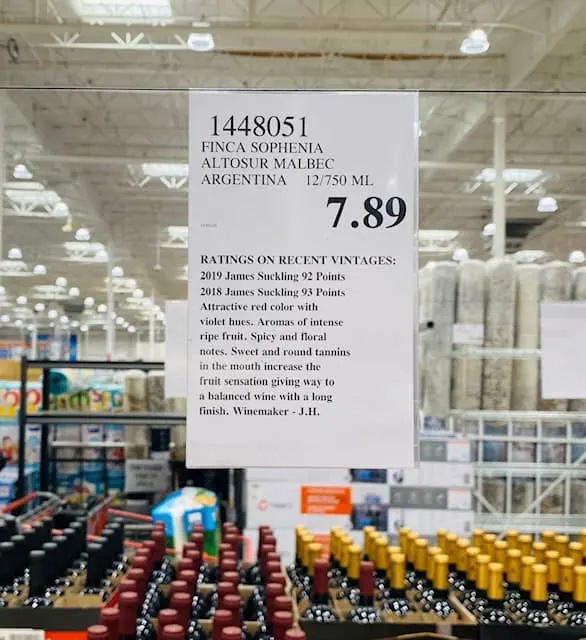 1448051
FINCA SOPHENIA
ALTOSUR MALBEC
ARGENTINA 12/750 ML
7.89
RATINGS ON RECENT VINTAGES:
2019 James Suckling 92 Points
2018 James Suckling 93 Points
Attractive red color with
violet hues. Aromas of intense
ripe fruit. Spicy and floral
notes. Sweet and round tannins
in the mouth increase the
fruit sensation giving way to
a balanced wine with a long
finish. Winemaker - J.H.